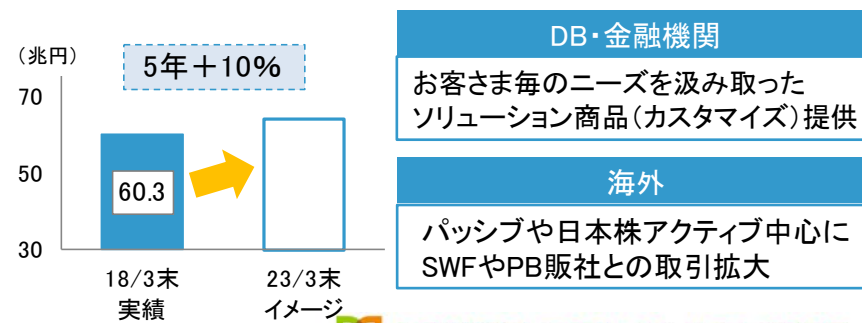 (兆円)
5年+10%
70
50
30
60.3
18/3末
実績
23/3末
イメージ
DB・金融機関
お客さま毎のニーズを汲み取った
ソリューション商品(カスタマイズ)提供
海外
パッシブや日本株アクティブ中心に
SWFやPB販社との取引拡大